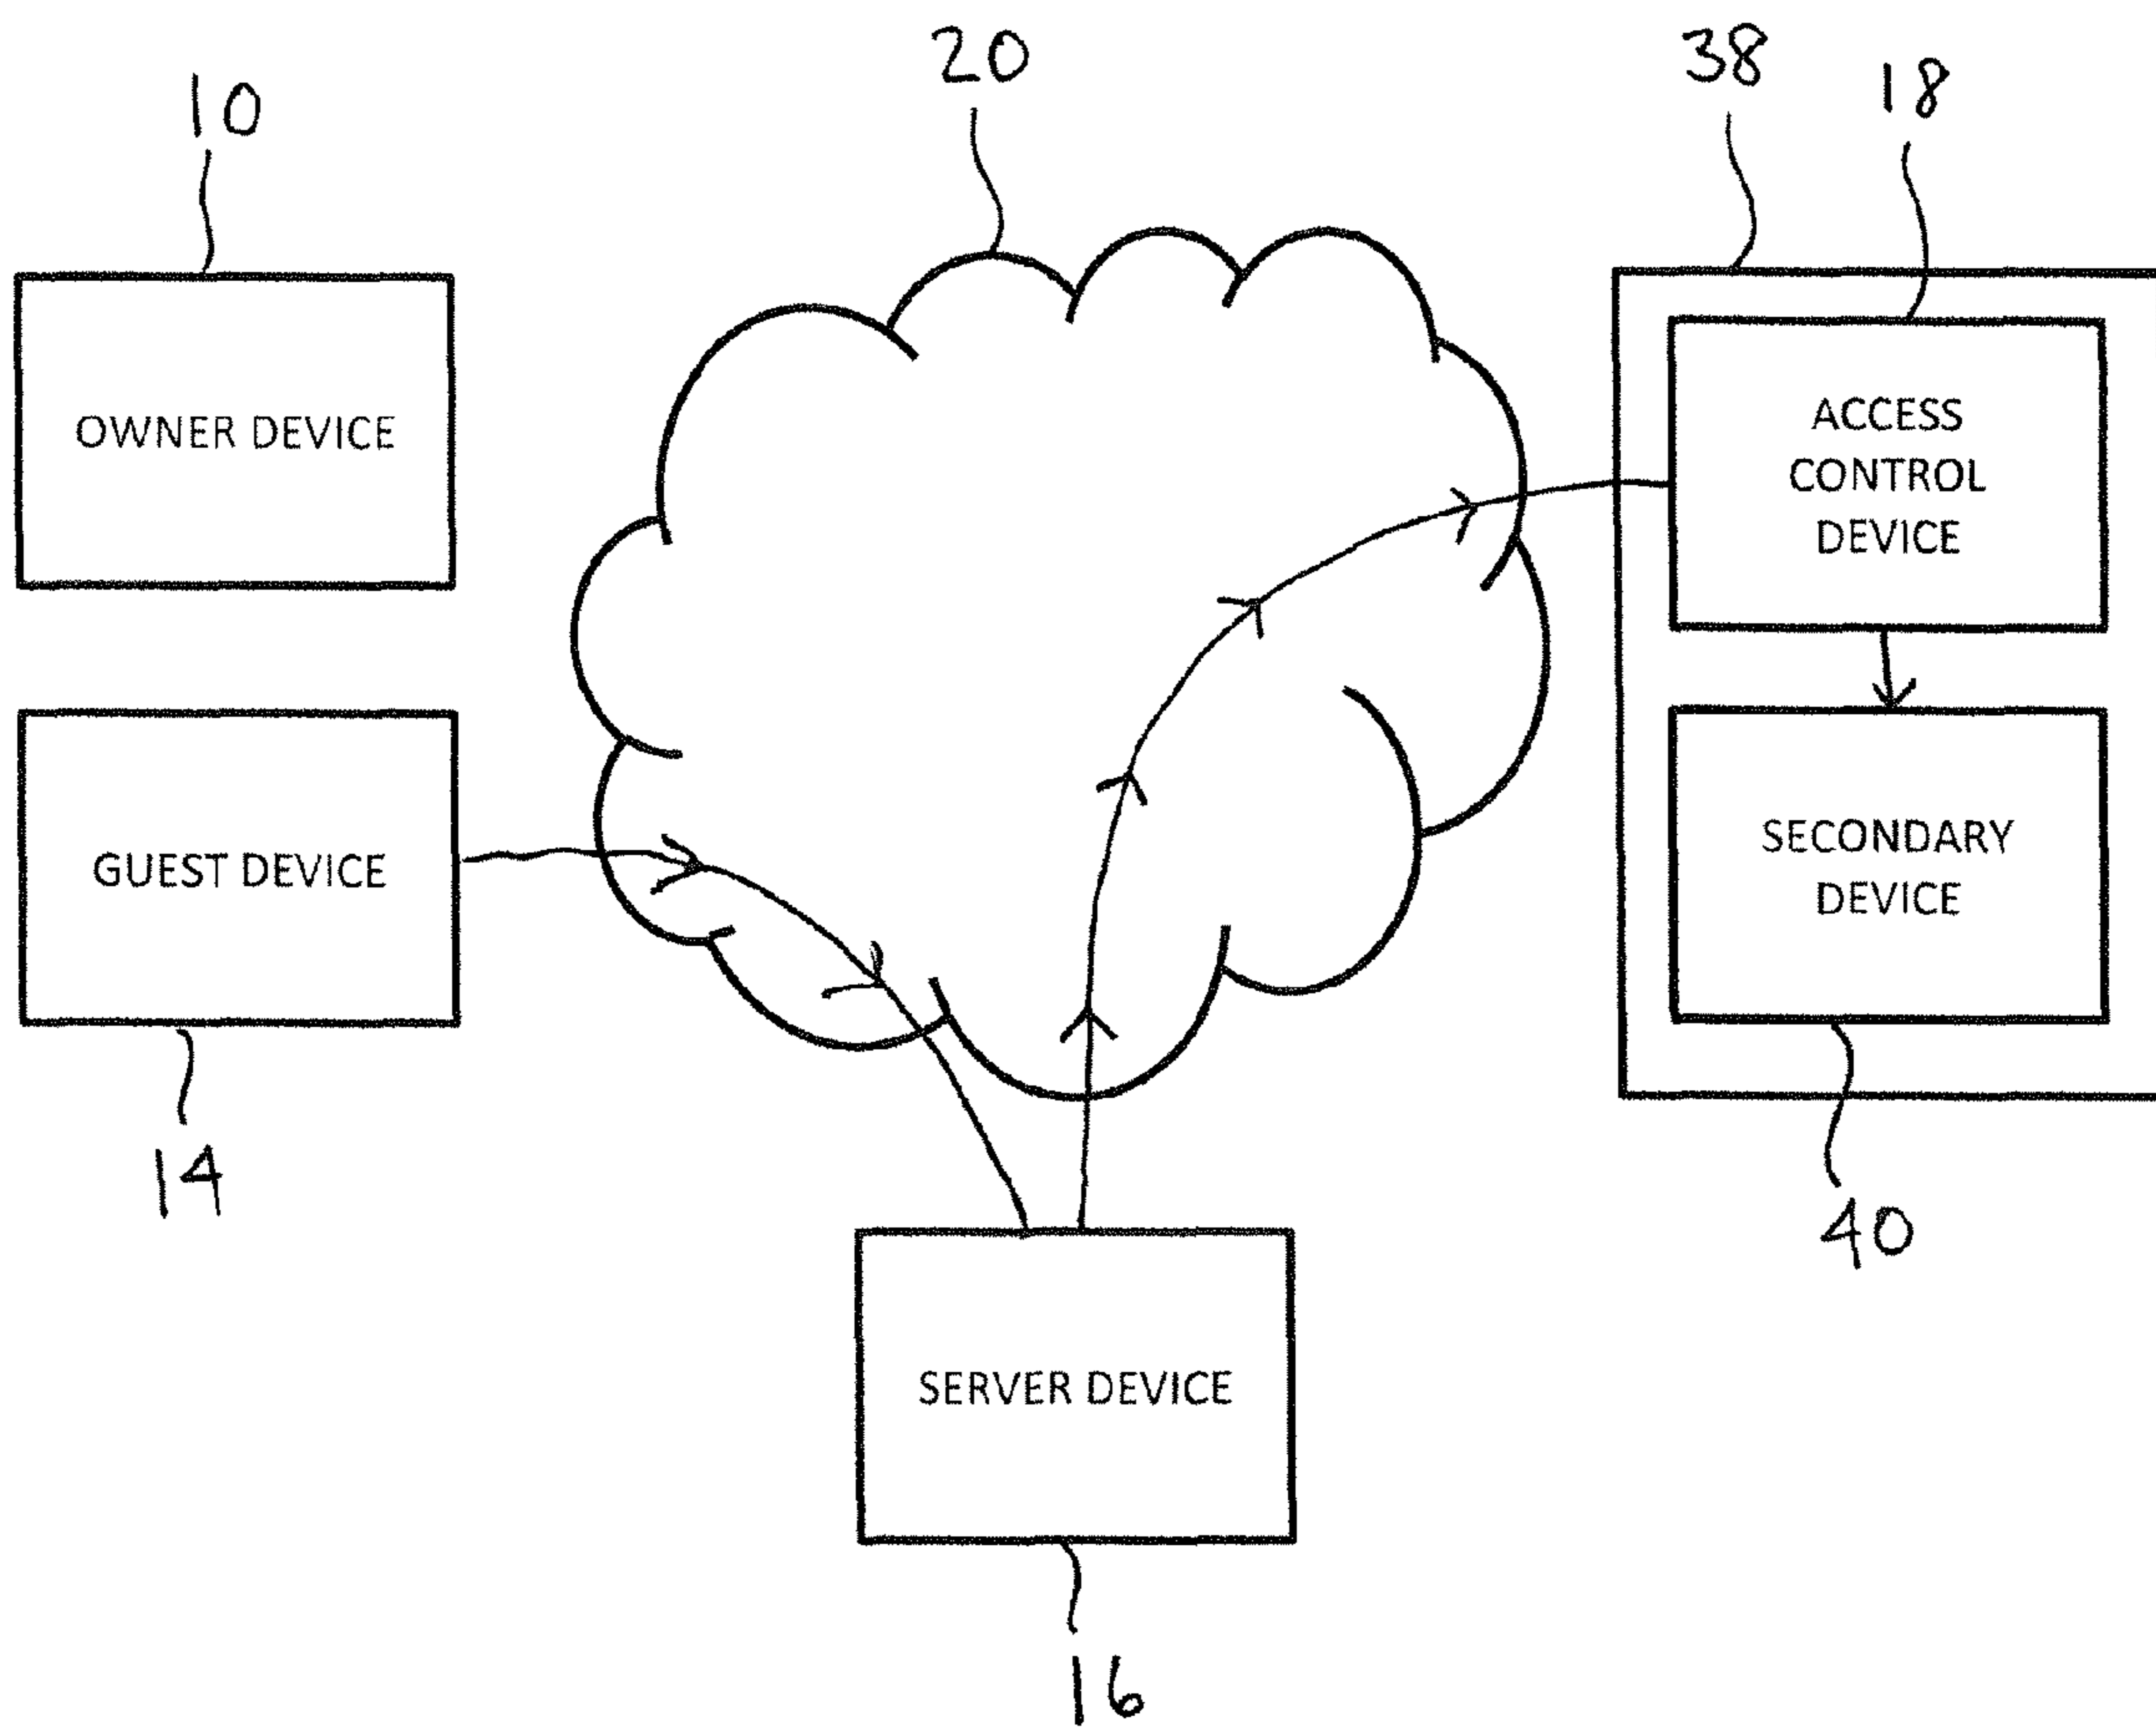 10
20
38
18
OWNER DEVICE
ACCESS
CONTROL
DEVICE
GUEST DEVICE
SECONDARY
DEVICE
14
40
SERVER DEVICE
16